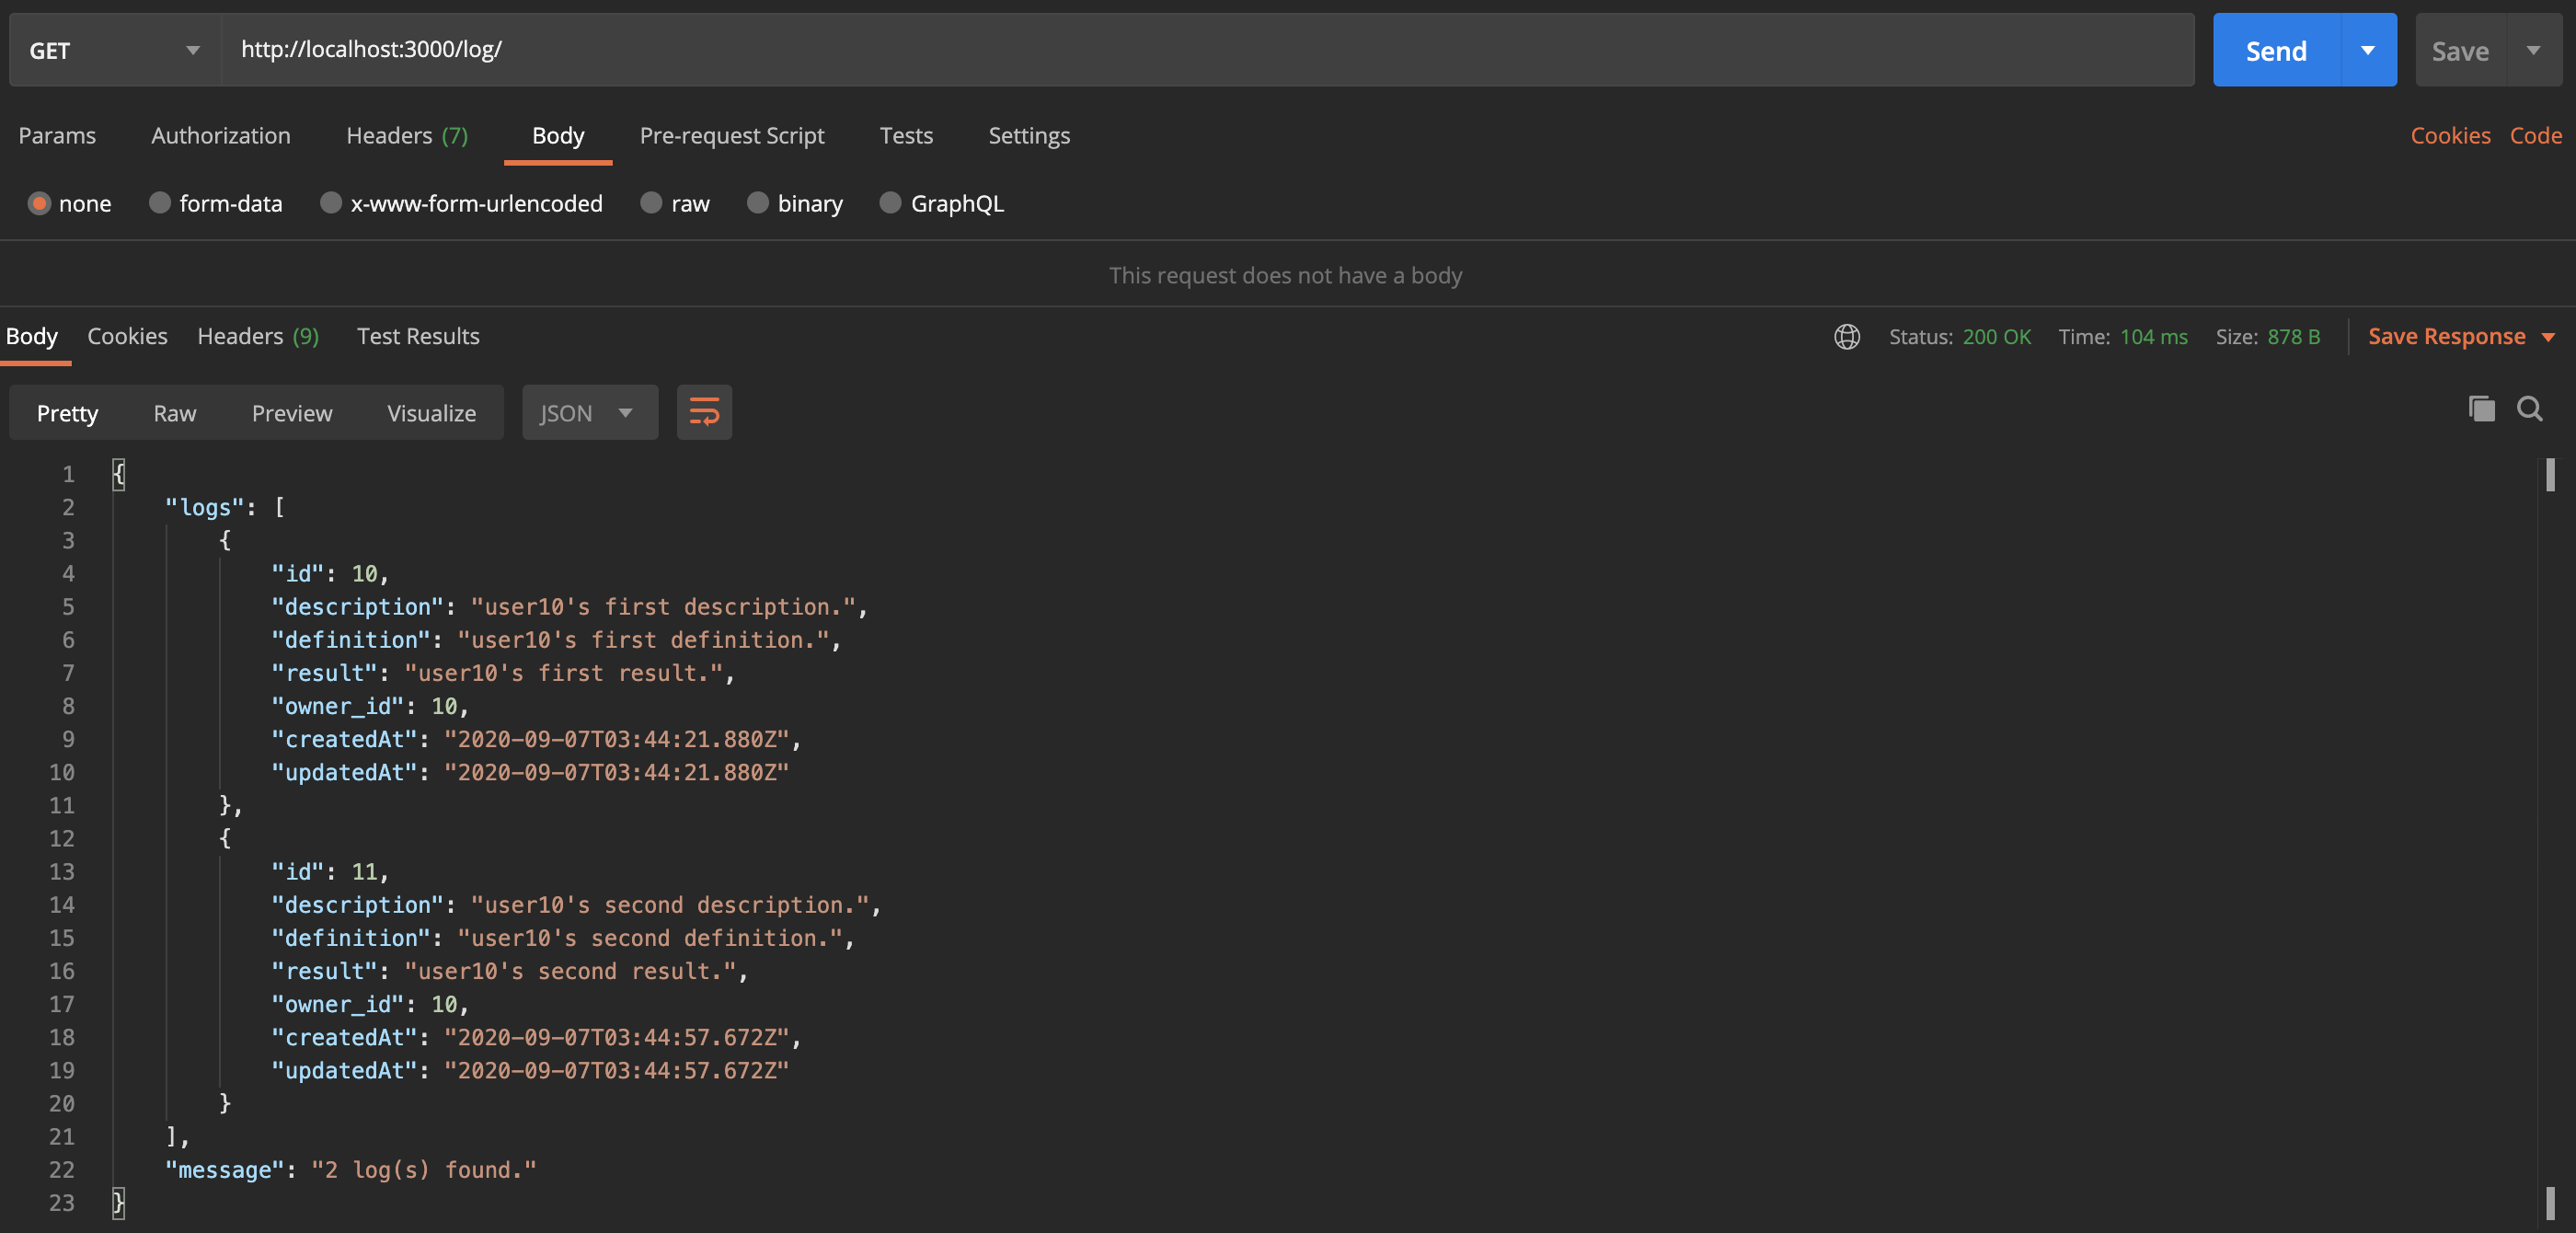 GET http://localhost:3000/log/ Send Save
Params Authorization Headers (7) Body Pre-request Script Tests Settings Cookies Code
none form-data x-www-form-urlencoded raw binary GraphQL
This request does not have a body
Body Cookies Headers (9) Test Results Status: 200 OK Time: 104 ms Size: 878 B Save Response
Pretty Raw Preview Visualize JSON
1 {
2 "logs": [
3 {
4 "id": 10,
5 "description": "user10's first description.",
6 "definition": "user10's first definition.",
7 "result": "user10's first result.",
8 "owner_id": 10,
9 "createdAt": "2020-09-07T03:44:21.880Z",
10 "updatedAt": "2020-09-07T03:44:21.880Z"
11 },
12 {
13 "id": 11,
14 "description": "user10's second description.",
15 "definition": "user10's second definition.",
16 "result": "user10's second result.",
17 "owner_id": 10,
18 "createdAt": "2020-09-07T03:44:57.672Z",
19 "updatedAt": "2020-09-07T03:44:57.672Z"
20 }
21 ],
22 "message": "2 log(s) found."
23 }